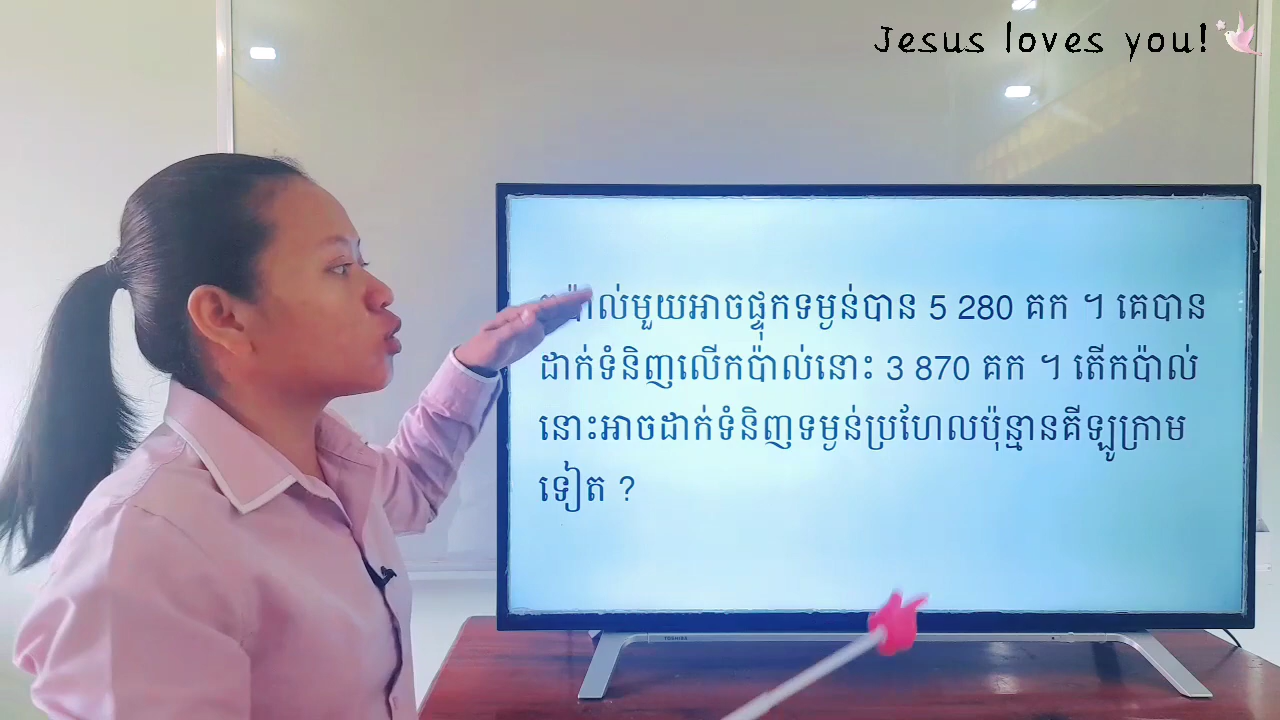 Jesus loves you!
កប៉ាល់មួយអាចផ្ទុកទម្ងន់បាន 5 280 គក ។ គេបាន
ដាក់ទំនិញលើកប៉ាល់នោះ 3 870 គក ។ តើកប៉ាល់
នោះអាចដាក់ទំនិញទម្ងន់ប្រហែលប៉ុន្មានគីឡូក្រាម
ទៀត ?
TOSHIBA